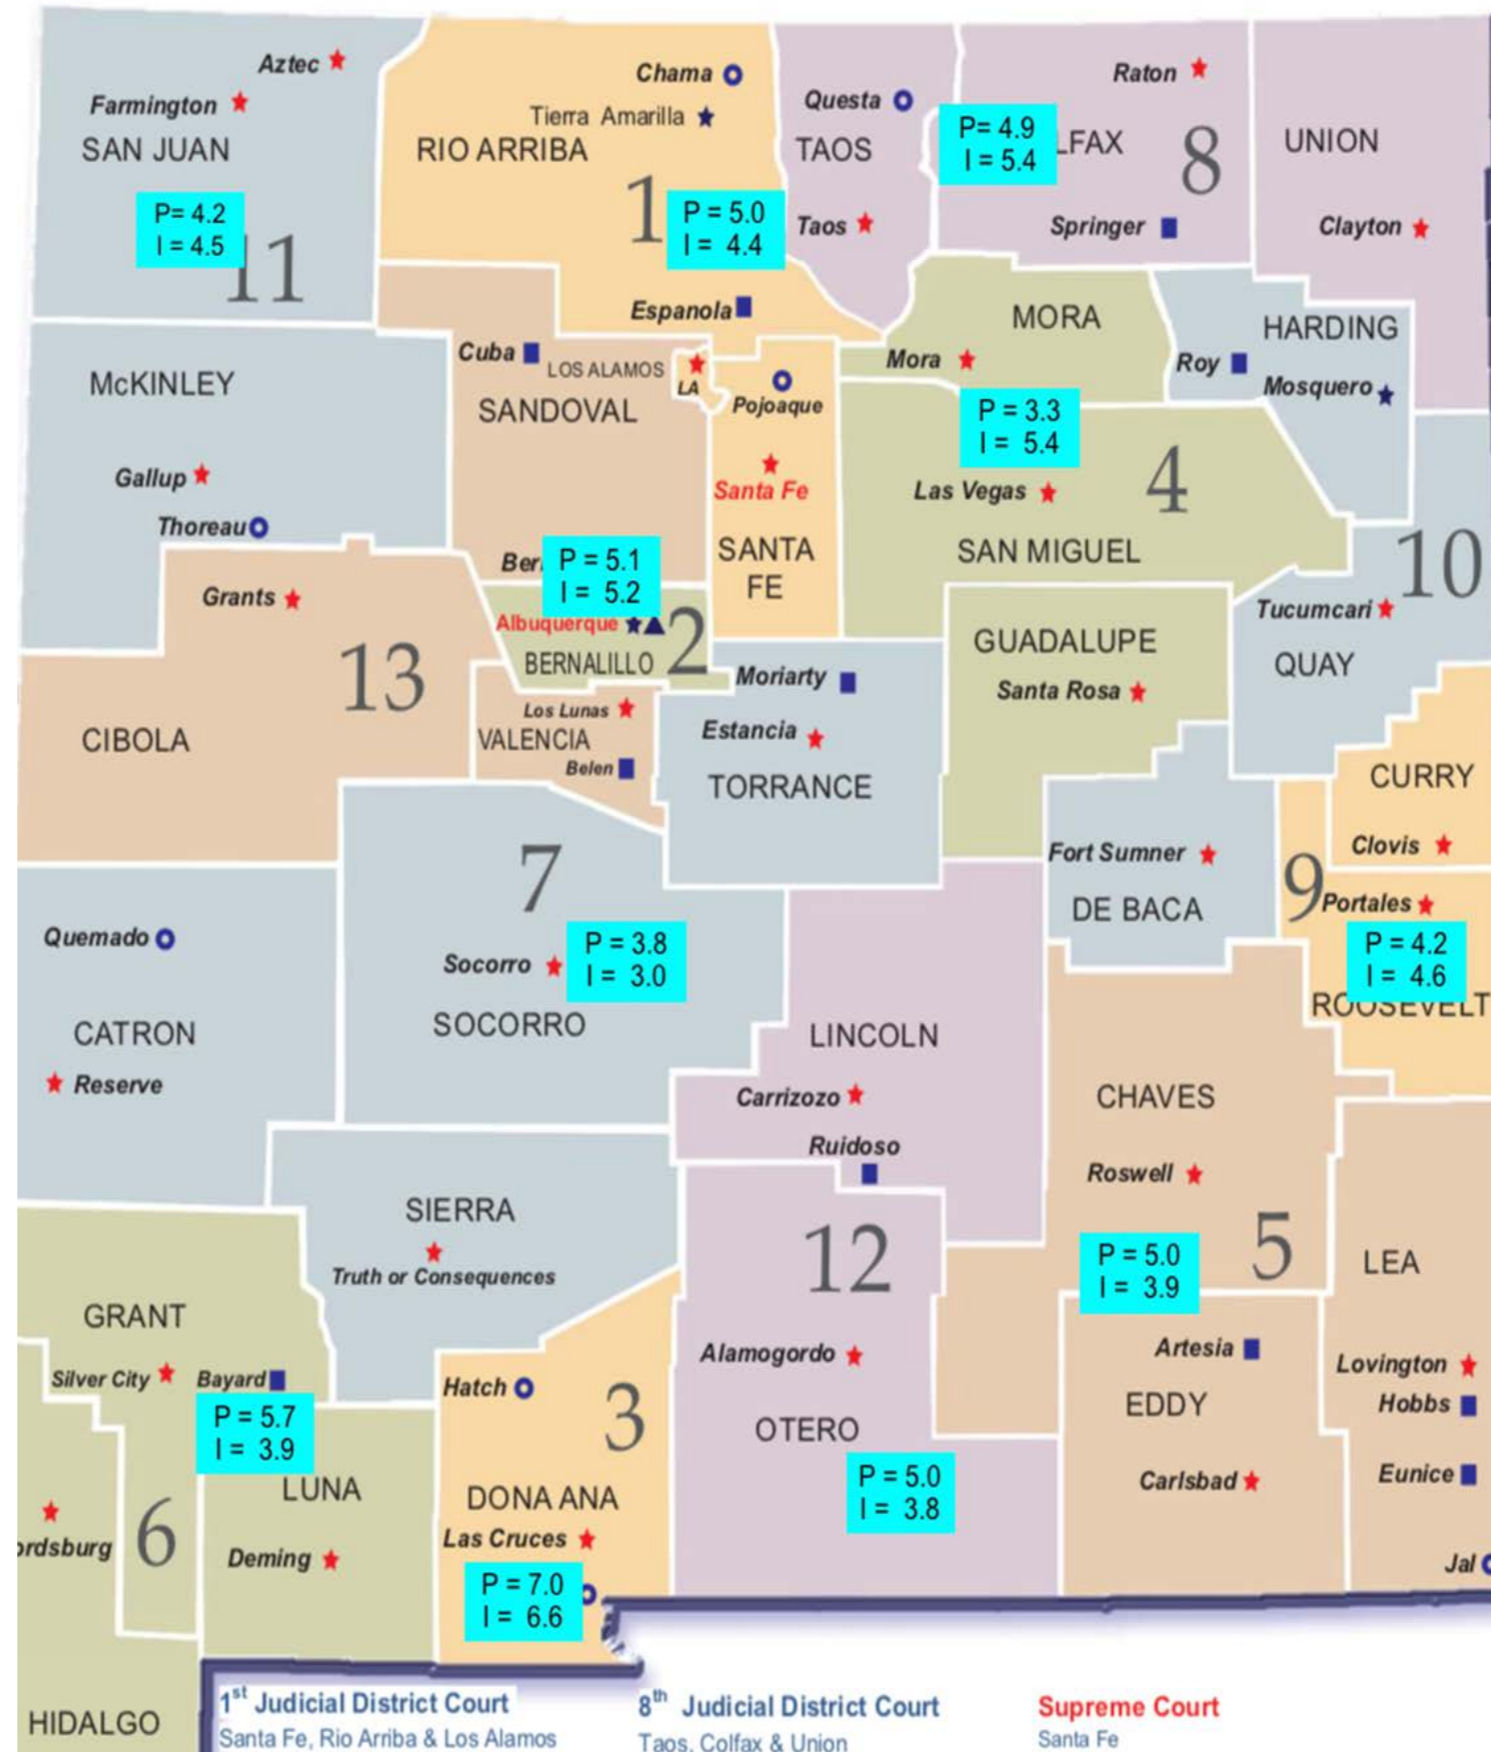 Aztec
Farmington
SAN JUAN
P= 4.2
I = 4.5
11
Chama
Tierra Amarilla
RIO ARRIBA
1
P = 5.0
I = 4.4
Espanola
Questa
TAOS
Taos
P= 4.9
I = 5.4
LFAX
8
Raton
Springer
UNION
Clayton
McKINLEY
Gallup
Thoreau
Cuba
LOS ALAMOS
LA
SANDOVAL
Pojoaque
Santa Fe
SANTA
FE
MORA
Mora
HARDING
Roy
Mosquero
P = 3.3
I = 5.4
Las Vegas
4
SAN MIGUEL
10
Tucumcari
QUAY
Grants
13
CIBOLA
Ber
P = 5.1
I = 5.2
Albuquerque
2
BERNALILLO
Los Lunas
VALENCIA
Belen
Moriarty
Estancia
TORRANCE
GUADALUPE
Santa Rosa
CURRY
Clovis
Fort Sumner
DE BACA
9
Portales
P = 4.2
I = 4.6
ROOSEVELT
7
Socorro
P = 3.8
I = 3.0
SOCORRO
Quemado
CATRON
Reserve
LINCOLN
Carrizozo
Ruidoso
CHAVES
Roswell
5
P = 5.0
I = 3.9
LEA
SIERRA
Truth or Consequences
GRANT
Silver City
Bayard
P = 5.7
I = 3.9
LUNA
6
ordsburg
Deming
HIDALGO
Hatch
3
DONA ANA
Las Cruces
P = 7.0
I = 6.6
12
Alamogordo
OTERO
P = 5.0
I = 3.8
Artesia
EDDY
Carlsbad
Lovington
Hobbs
Eunice
Jal
1st Judicial District Court
Santa Fe, Rio Arriba & Los Alamos
8th Judicial District Court
Taos, Colfax & Union
Supreme Court
Santa Fe